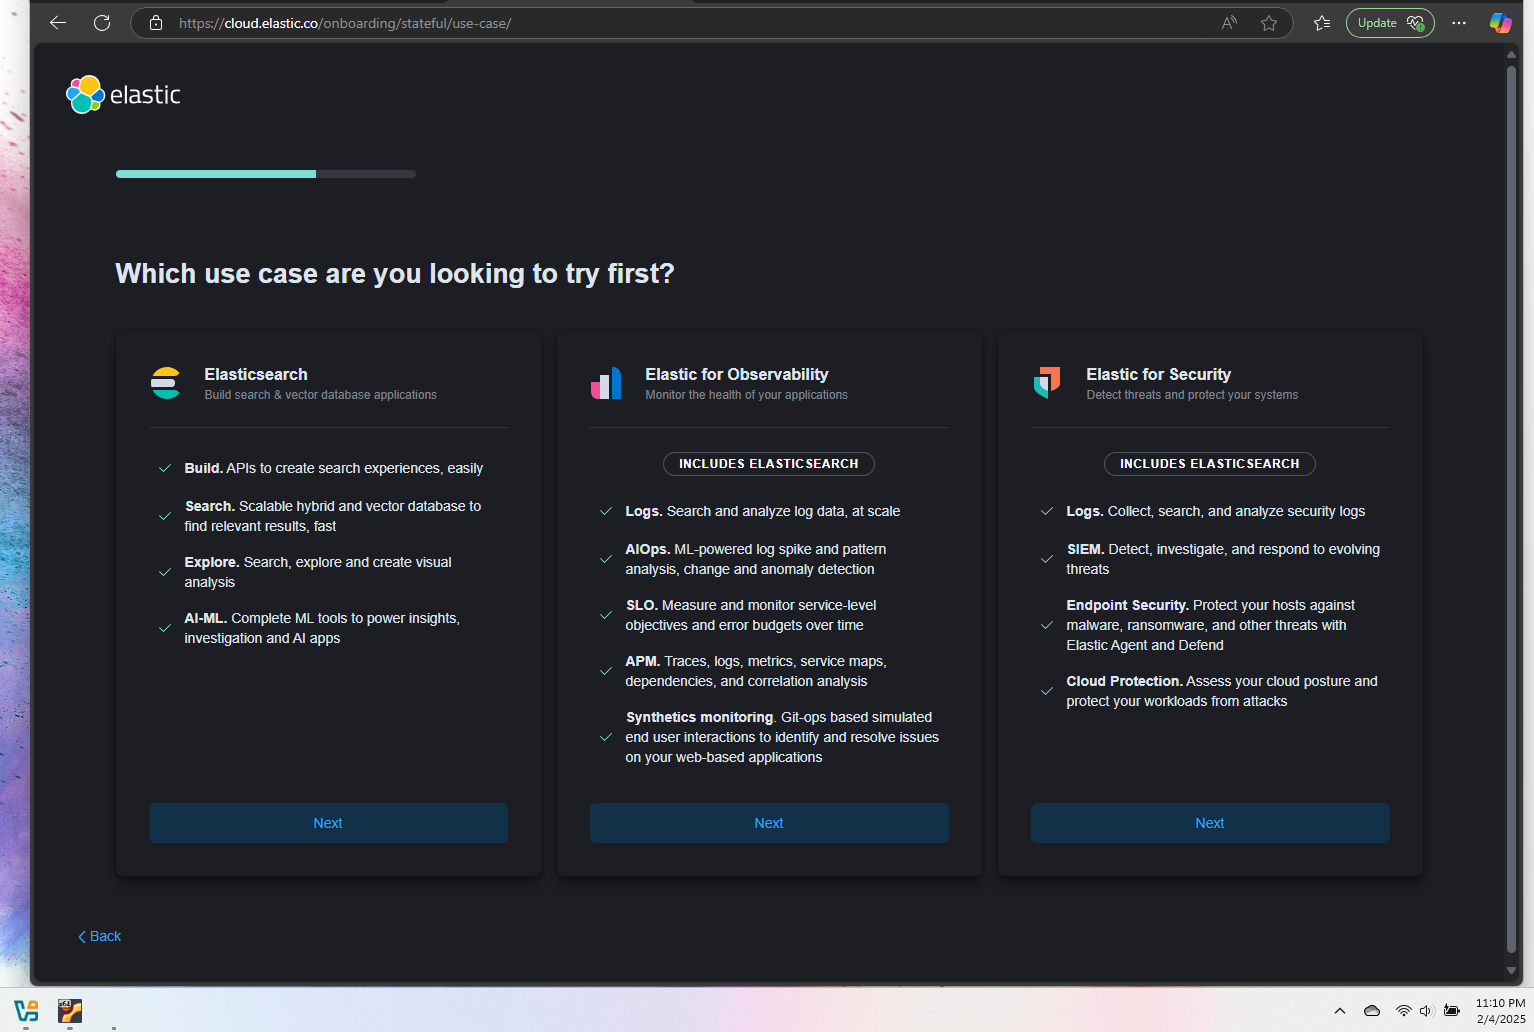 https://cloud.elastic.co/onboarding/stateful/use-case/
Update
elastic
Which use case are you looking to try first?
Elasticsearch
Build search & vector database applications
Build. APIs to create search experiences, easily
Search. Scalable hybrid and vector database to
find relevant results, fast
Explore. Search, explore and create visual
analysis
AI-ML. Complete ML tools to power insights,
investigation and AI apps
Next
Elastic for Observability
Monitor the health of your applications
INCLUDES ELASTICSEARCH
Logs. Search and analyze log data, at scale
AIOps. ML-powered log spike and pattern
analysis, change and anomaly detection
SLO. Measure and monitor service-level
objectives and error budgets over time
APM. Traces, logs, metrics, service maps,
dependencies, and correlation analysis
Synthetics monitoring. Git-ops based simulated
end user interactions to identify and resolve issues
on your web-based applications
Next
Elastic for Security
Detect threats and protect your systems
INCLUDES ELASTICSEARCH
Logs. Collect, search, and analyze security logs
SIEM. Detect, investigate, and respond to evolving
threats
Endpoint Security. Protect your hosts against
malware, ransomware, and other threats with
Elastic Agent and Defend
Cloud Protection. Assess your cloud posture and
protect your workloads from attacks
Next
Back
x64
11:10 PM
2/4/2025